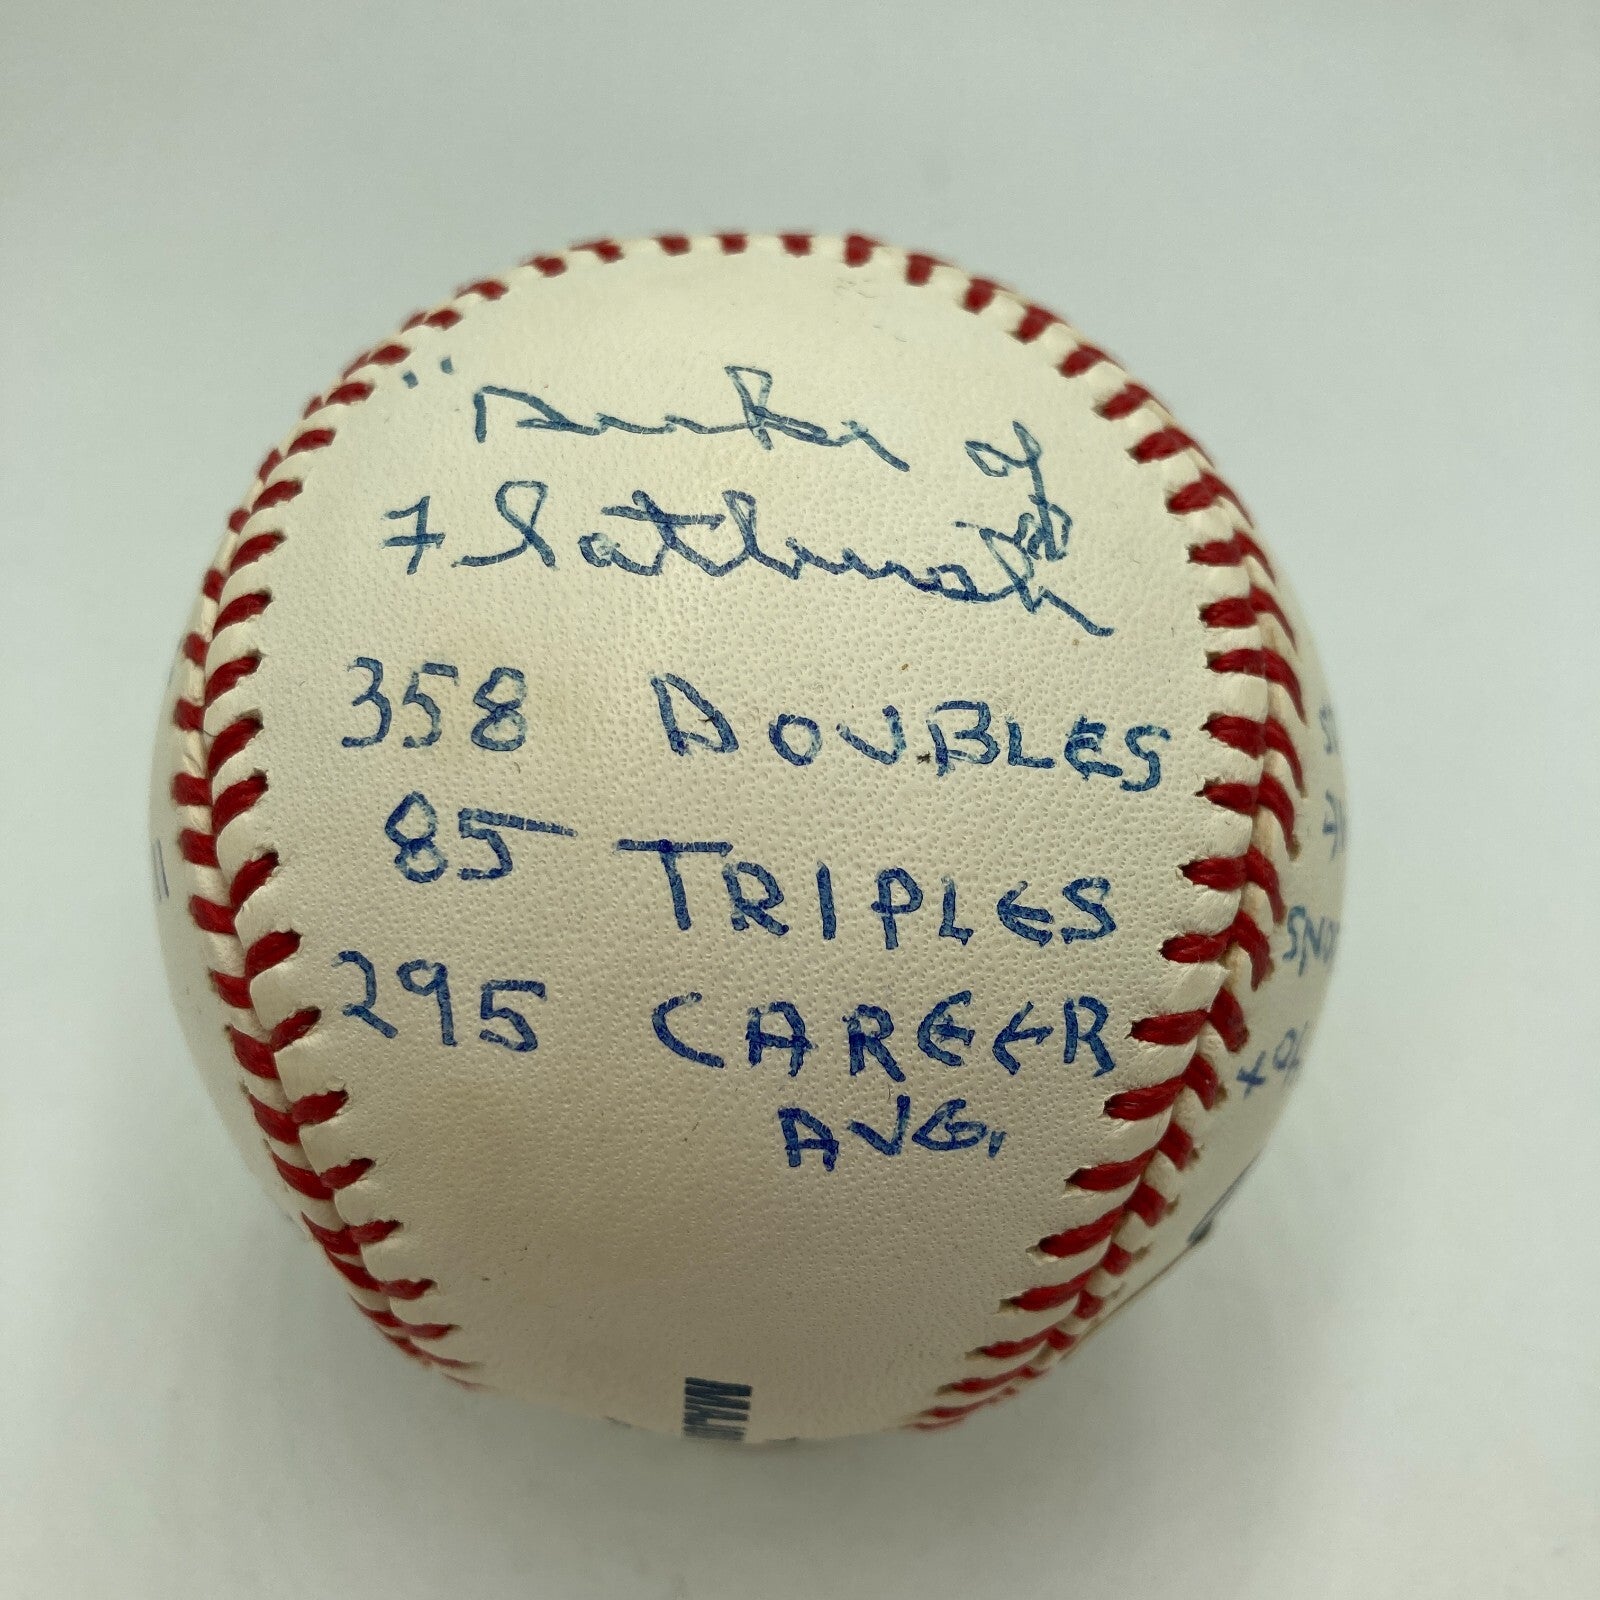 "Duke of
Flatbush"
358 DOUBLES
85 TRIPLES
295 CAREER
AVG.